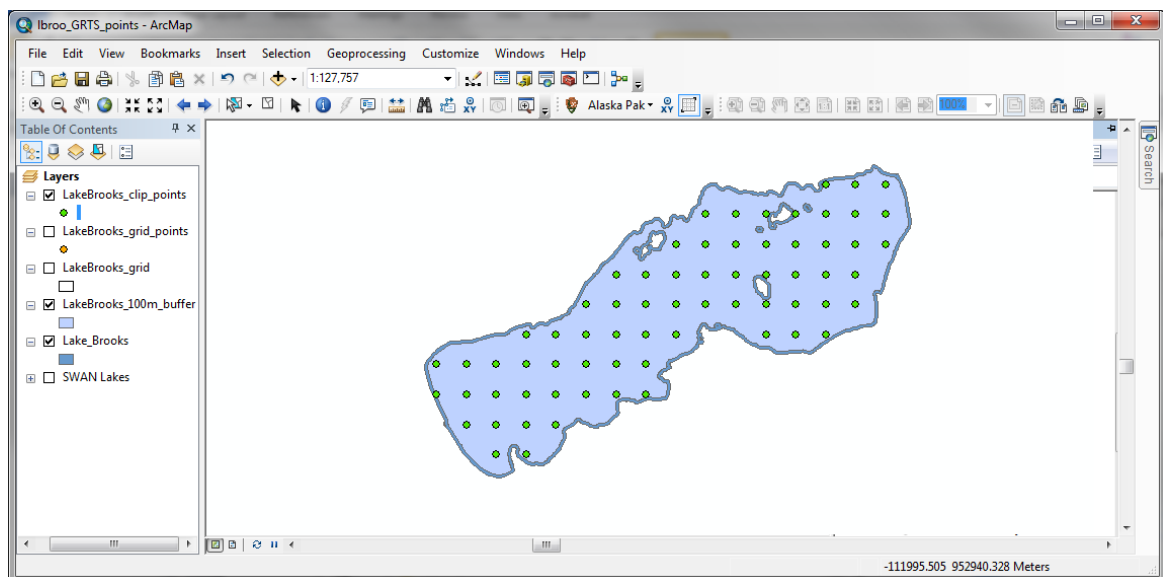 lbroo_GRTS_points - ArcMap
File Edit View Bookmarks Insert Selection Geoprocessing Customize Windows Help
1:127,757
Alaska Pak
100%
Table Of Contents
Search
Layers
LakeBrooks_clip_points
LakeBrooks_grid_points
LakeBrooks_grid
LakeBrooks_100m_buffer
Lake_Brooks
SWAN Lakes
-111995.505 952940.328 Meters